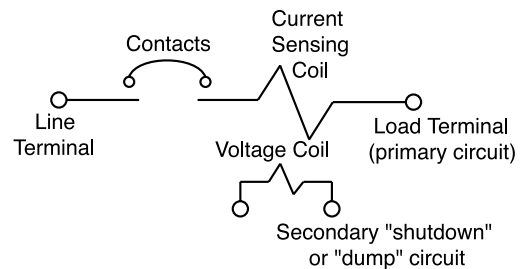 Current
Sensing
Coil
Contacts
Line
Terminal
Load Terminal
(primary circuit)
Voltage Coil
Secondary "shutdown"
or "dump" circuit